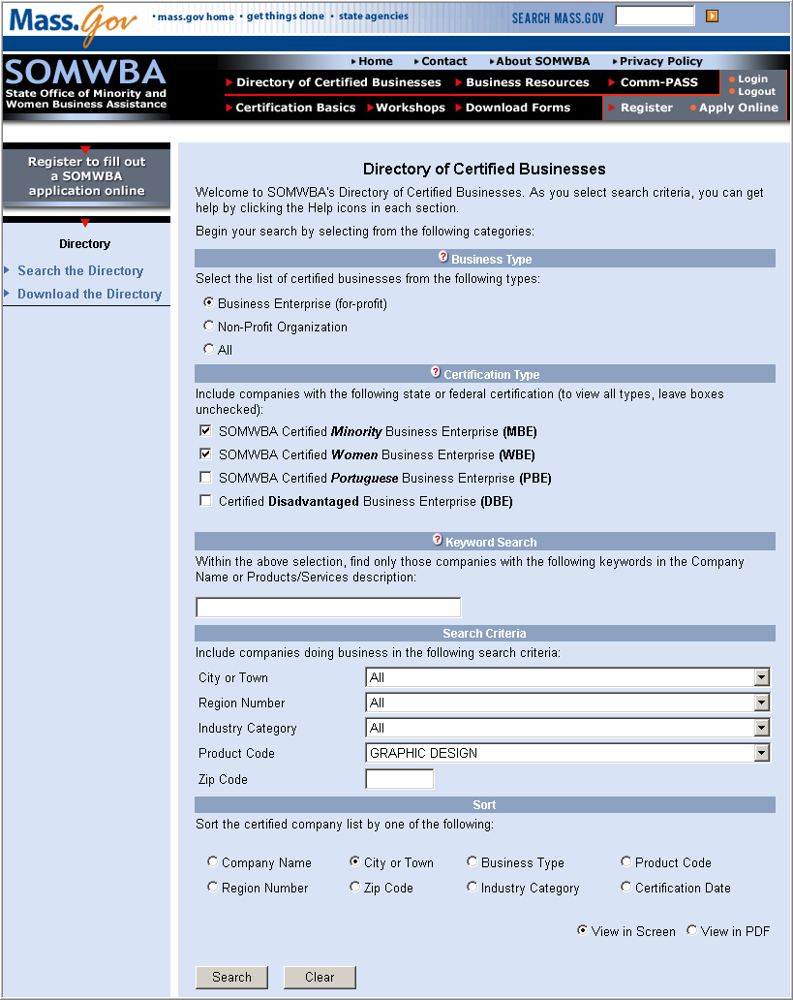 Mass.Gov
• mass.gov home • get things done • state agencies
SEARCH MASS.GOV
Home Contact About SOMWBA Privacy Policy
SOMWBA
State Office of Minority and
Women Business Assistance
Directory of Certified Businesses Business Resources Comm-PASS
Login
Logout
Certification Basics Workshops Download Forms Register Apply Online
Register to fill out
a SOMWBA
application online
Directory
Search the Directory
Download the Directory
Directory of Certified Businesses
Welcome to SOMWBA's Directory of Certified Businesses. As you select search criteria, you can get
help by clicking the Help icons in each section.
Begin your search by selecting from the following categories:
? Business Type
Select the list of certified businesses from the following types:
Business Enterprise (for-profit)
Non-Profit Organization
All
? Certification Type
Include companies with the following state or federal certification (to view all types, leave boxes
unchecked):
SOMWBA Certified Minority Business Enterprise (MBE)
SOMWBA Certified Women Business Enterprise (WBE)
SOMWBA Certified Portuguese Business Enterprise (PBE)
Certified Disadvantaged Business Enterprise (DBE)
? Keyword Search
Within the above selection, find only those companies with the following keywords in the Company
Name or Products/Services description:
Search Criteria
Include companies doing business in the following search criteria:
City or Town All
Region Number All
Industry Category All
Product Code GRAPHIC DESIGN
Zip Code
Sort
Sort the certified company list by one of the following:
Company Name City or Town Business Type Product Code
Region Number Zip Code Industry Category Certification Date
View in Screen View in PDF
Search Clear